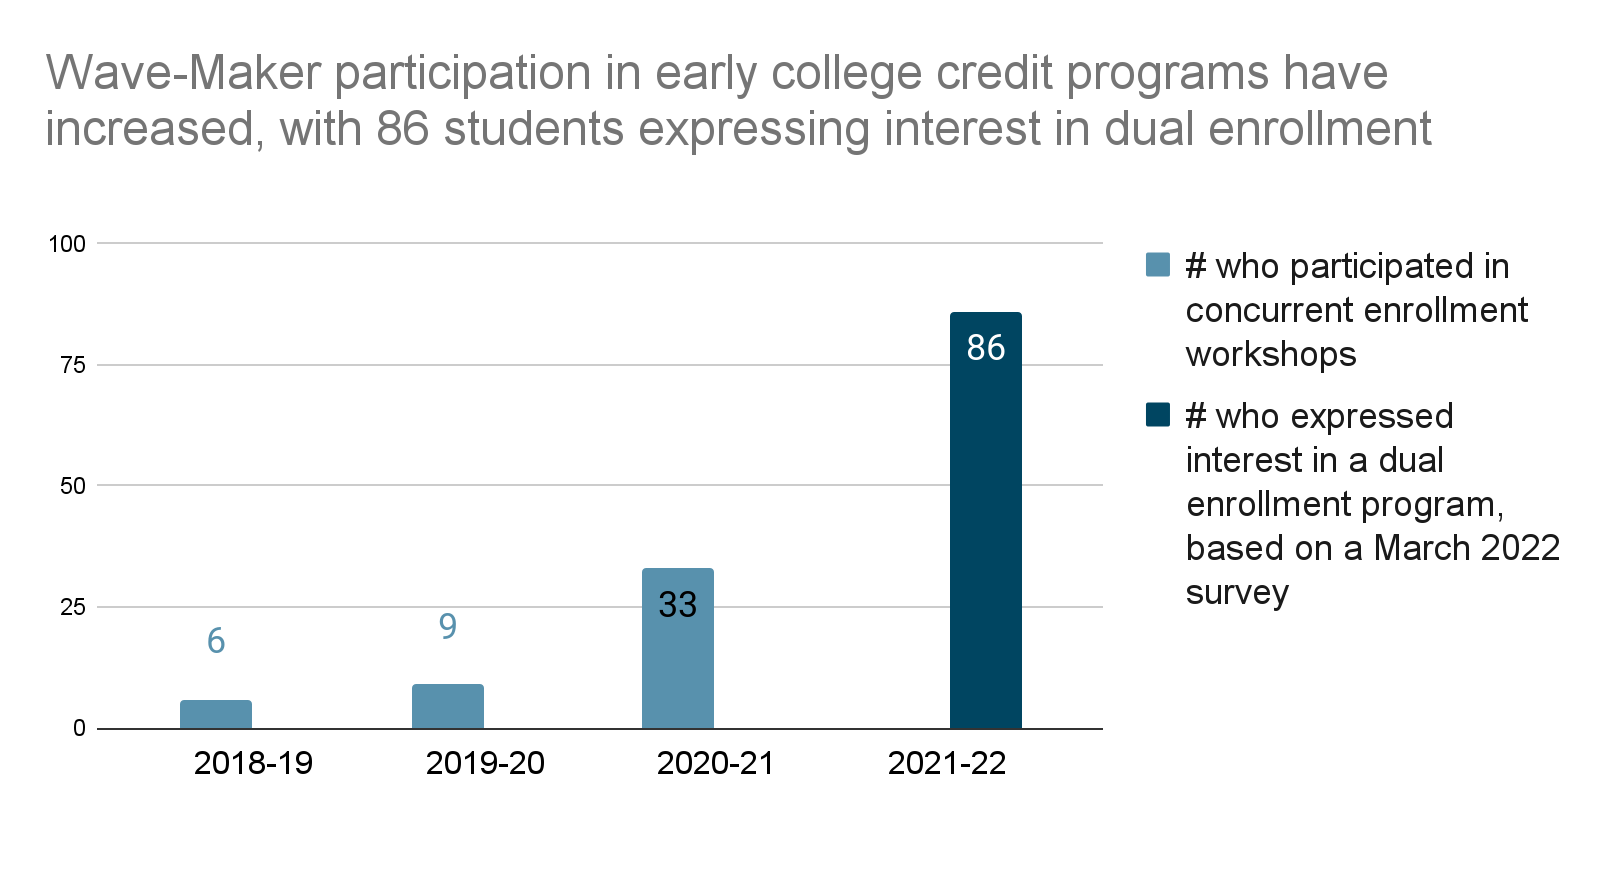 Wave-Maker participation in early college credit programs have
increased, with 86 students expressing interest in dual enrollment
100
75
50
25
0
6
9
33
86
2018-19
2019-20
2020-21
2021-22
# who participated in
concurrent enrollment
workshops
# who expressed
interest in a dual
enrollment program,
based on a March 2022
survey